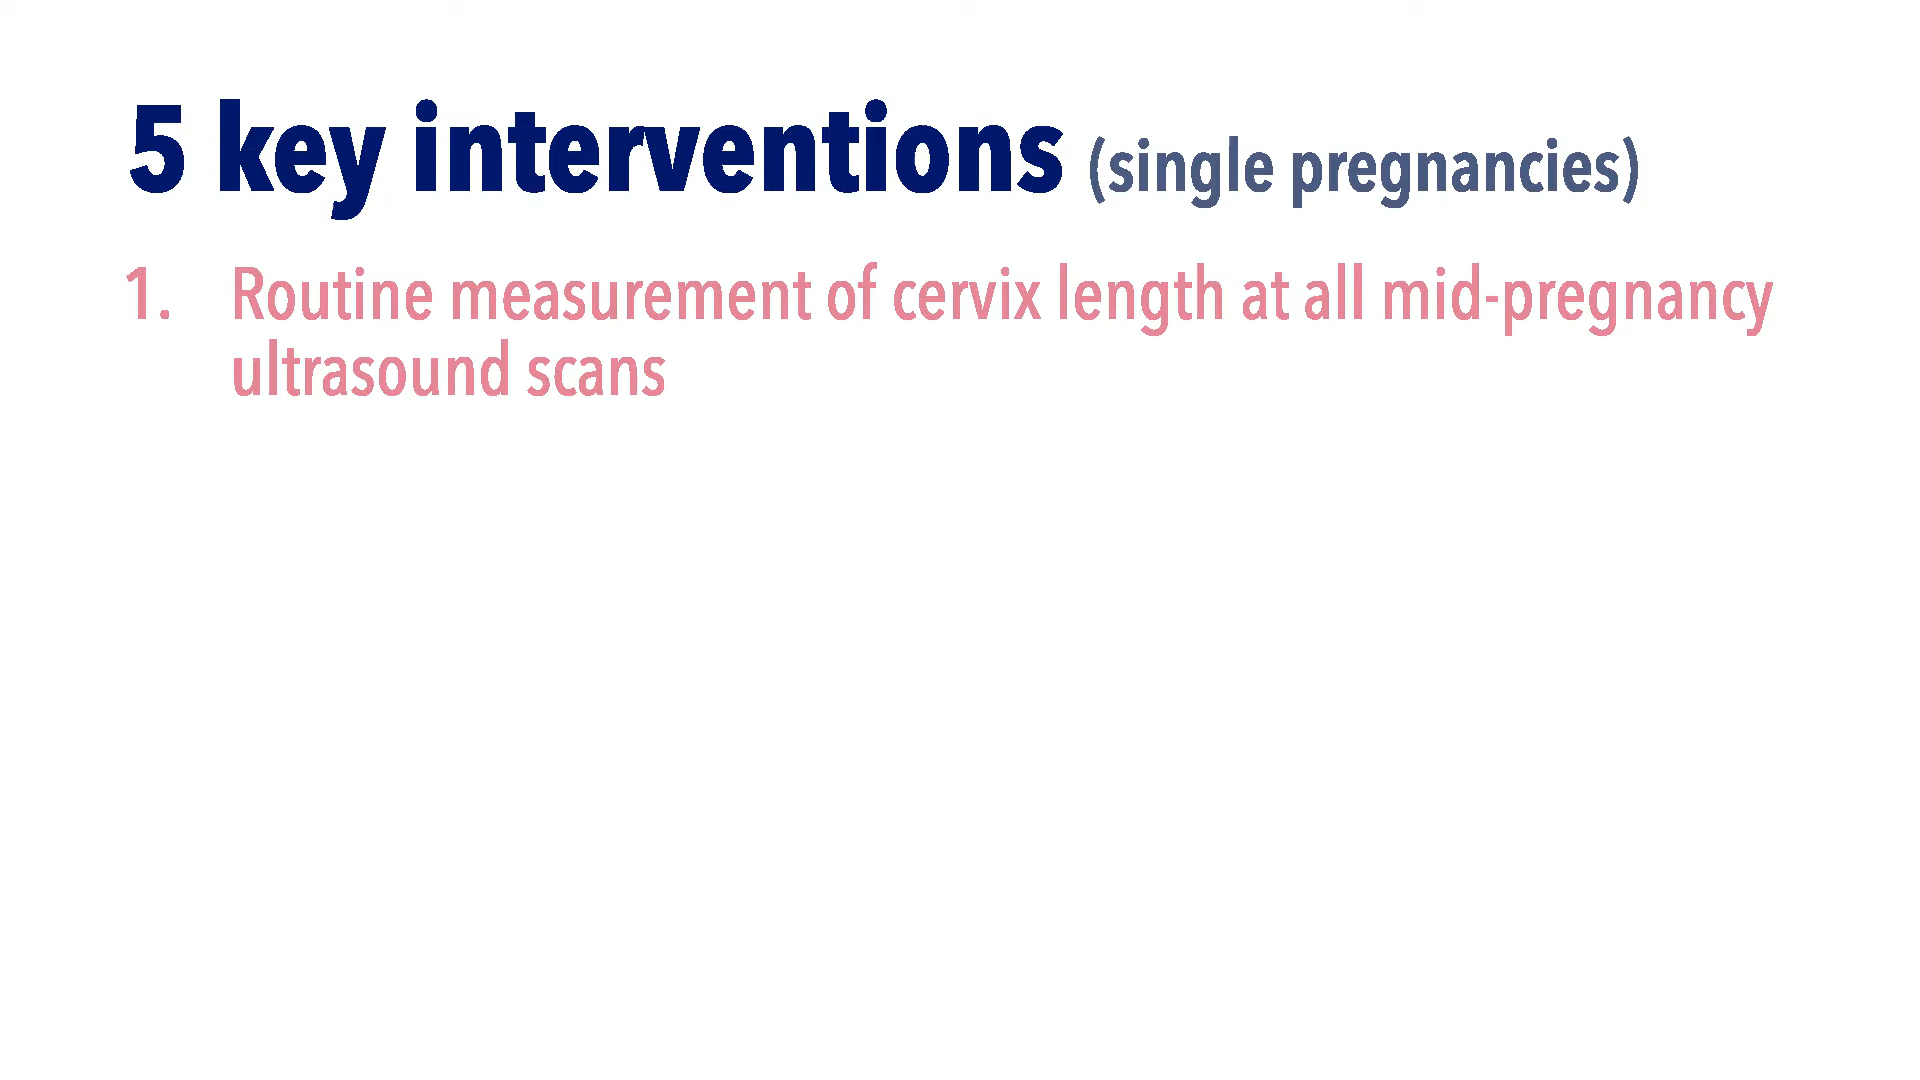 5 key interventions (single pregnancies)
1. Routine measurement of cervix length at all mid-pregnancy
ultrasound scans